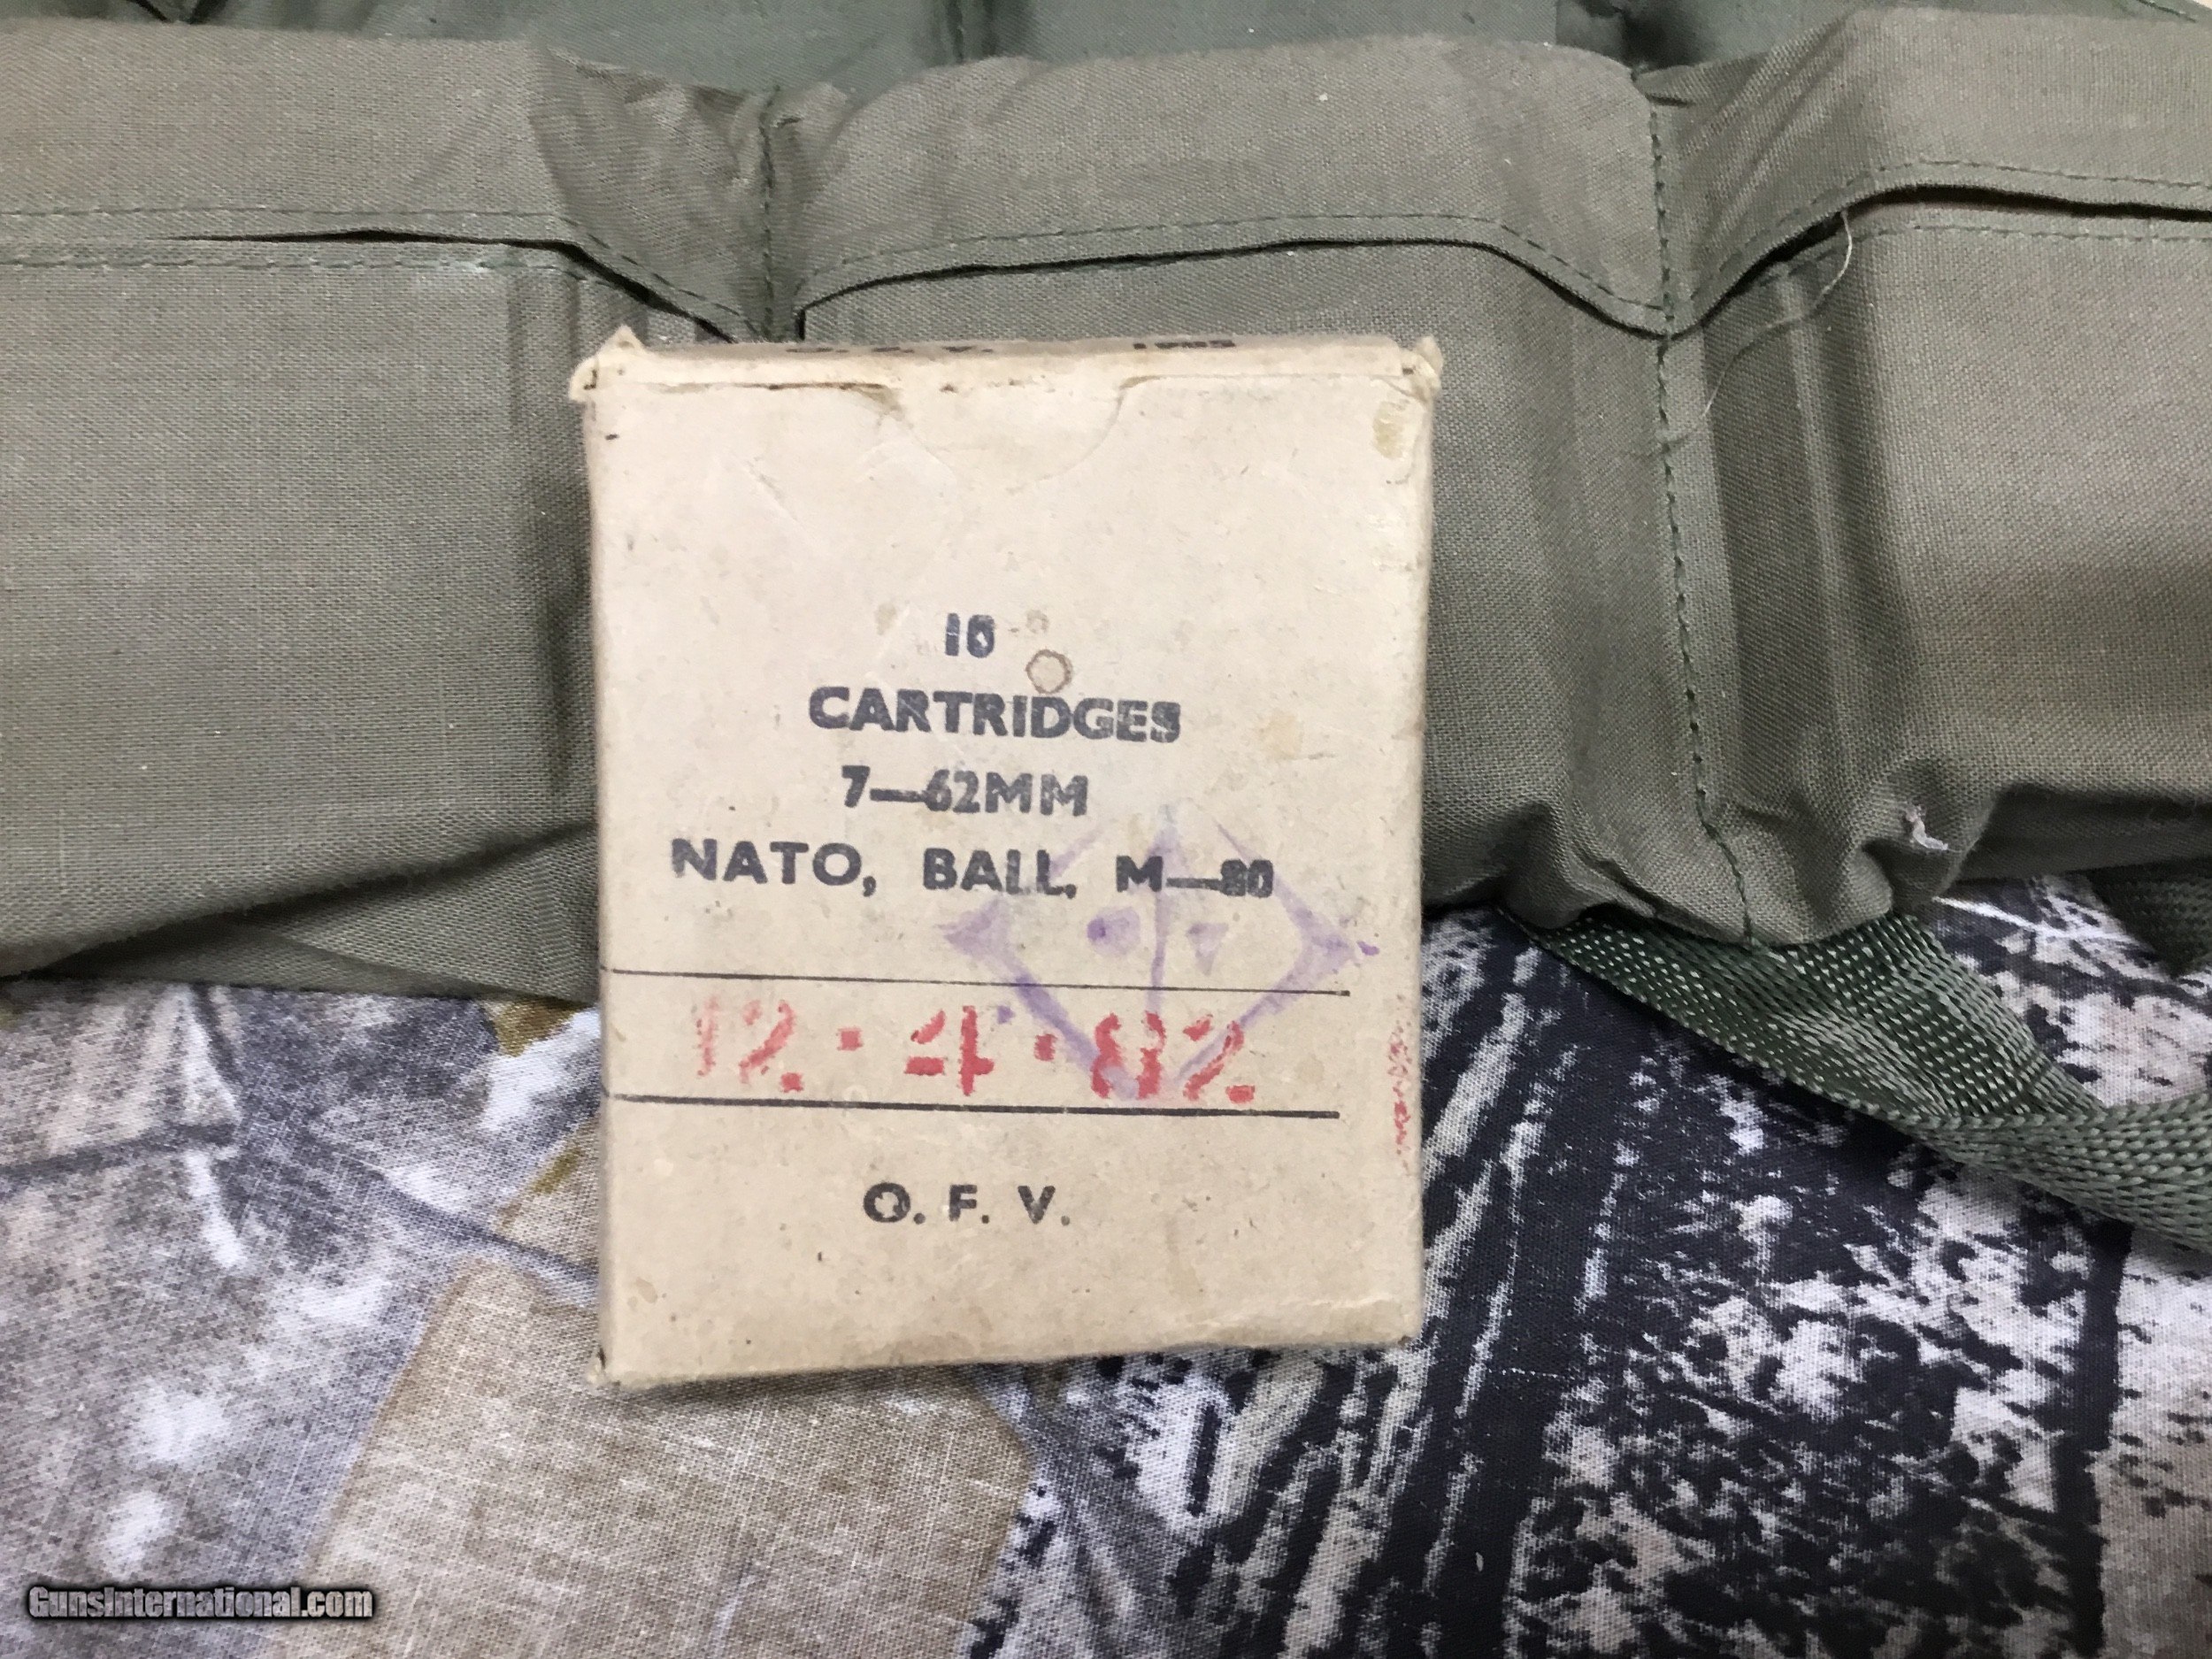 10
CARTRIDGES
7—62MM
NATO, BALL, M—80
12·4·82
O. F. V.
GunsInternational.com